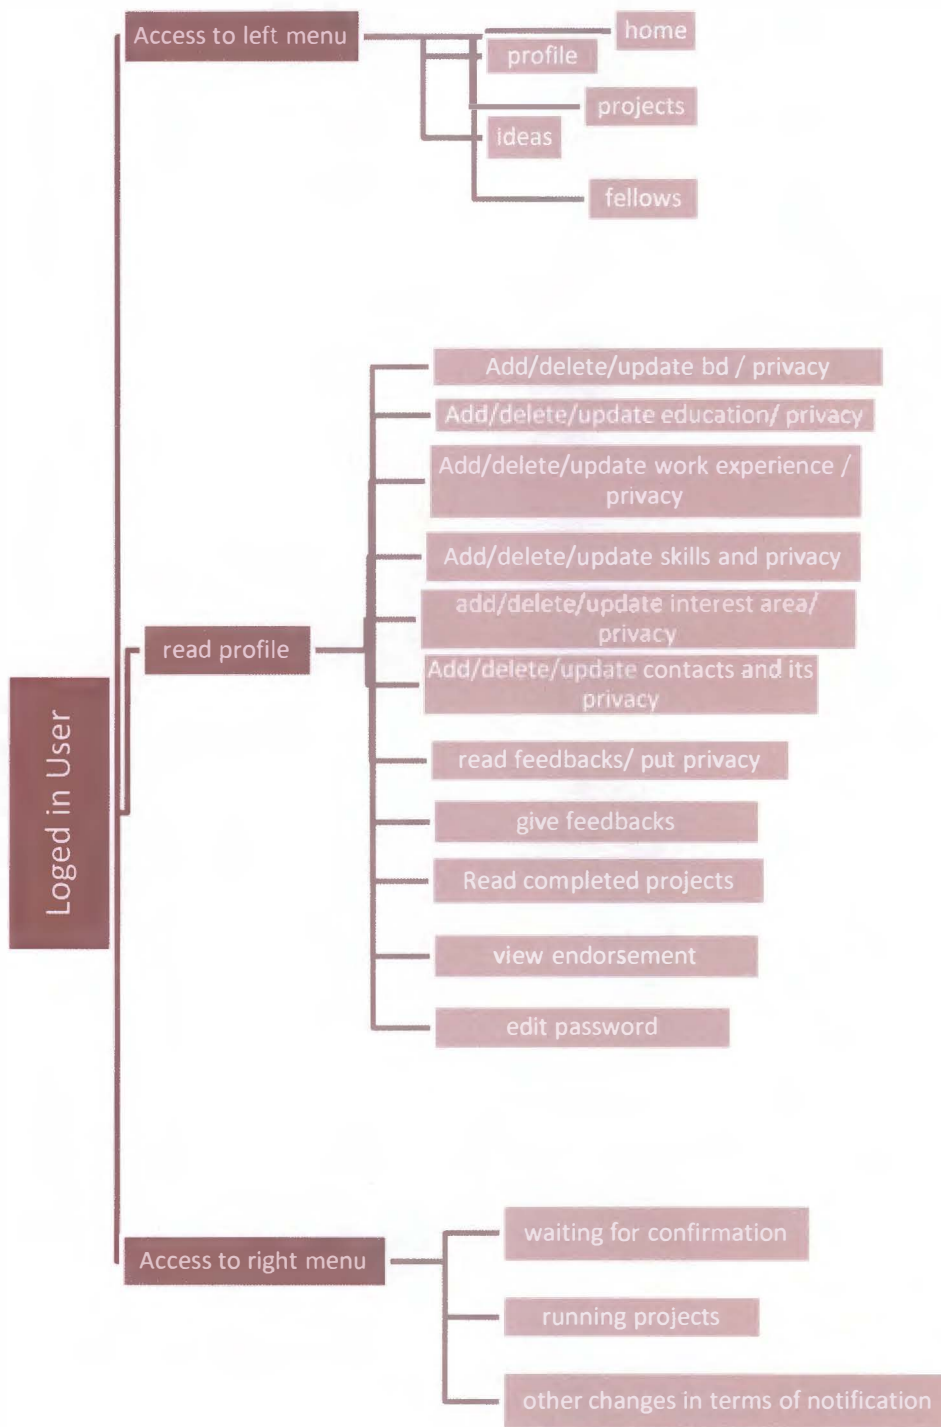 Access to left menu
home
profile
projects
ideas
fellows
Add/delete/update bd / privacy
Add/delete/update education/ privacy
Add/delete/update work experience /
privacy
Add/delete/update skills and privacy
add/delete/update interest area/
privacy
read profile
Add/delete/update contacts and its
privacy
Loged in User
read feedbacks/ put privacy
give feedbacks
Read completed projects
view endorsement
edit password
waiting for confirmation
Access to right menu
running projects
other changes in terms of notification